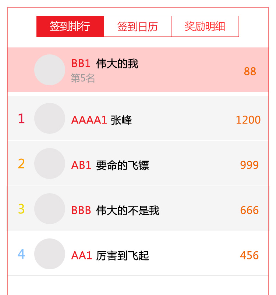 签到排行 签到日历 奖励明细
BB1 伟大的我 88
第5名
1 AAAA1 张峰 1200
2 AB1 要命的飞镖 999
3 BBB 伟大的不是我 666
4 AA1 厉害到飞起 456